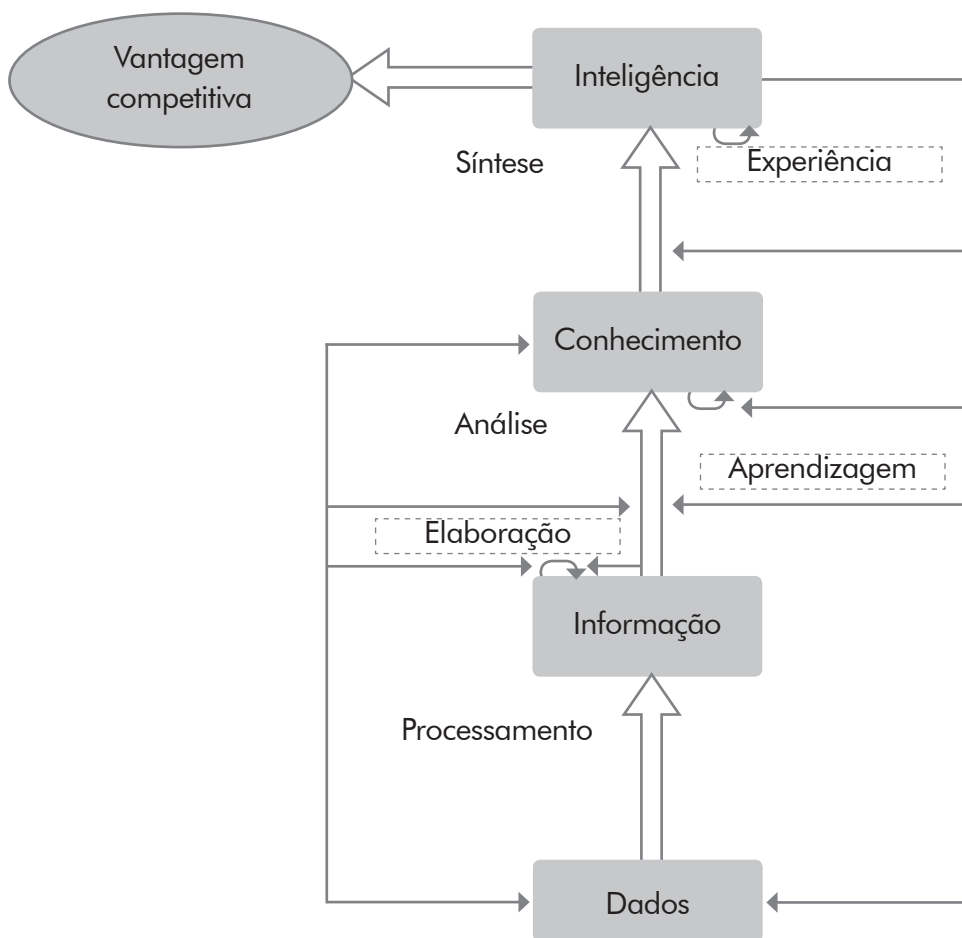 Vantagem
competitiva
Inteligência
Síntese
Experiência
Conhecimento
Análise
Aprendizagem
Elaboração
Informação
Processamento
Dados